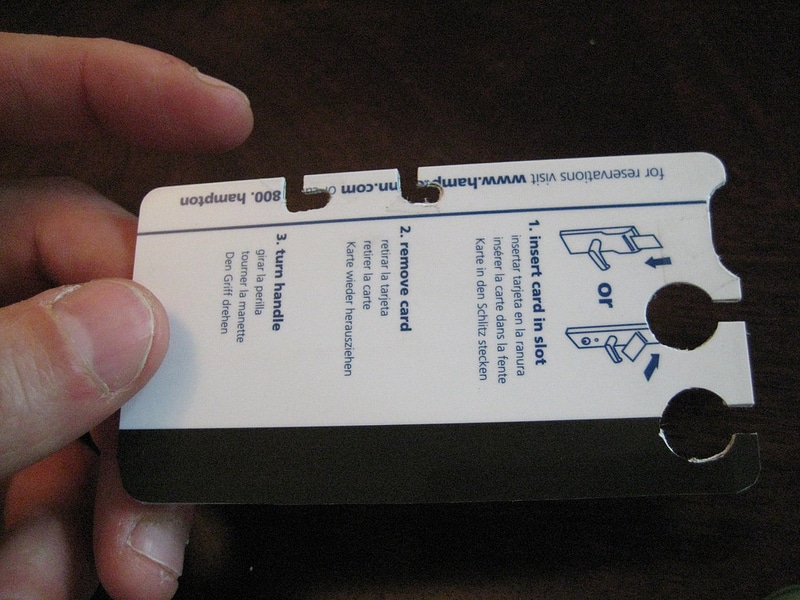 for reservations visit www.hamp nn.com or ca 800. hampton
or
1. insert card in slot
insertar tarjeta en la ranura
insérer la carte dans la fente
Karte in den Schlitz stecken
2. remove card
retirar la tarjeta
retirer la carte
Karte wieder herausziehen
3. turn handle
girar la perilla
tourner la manette
Den Griff drehen